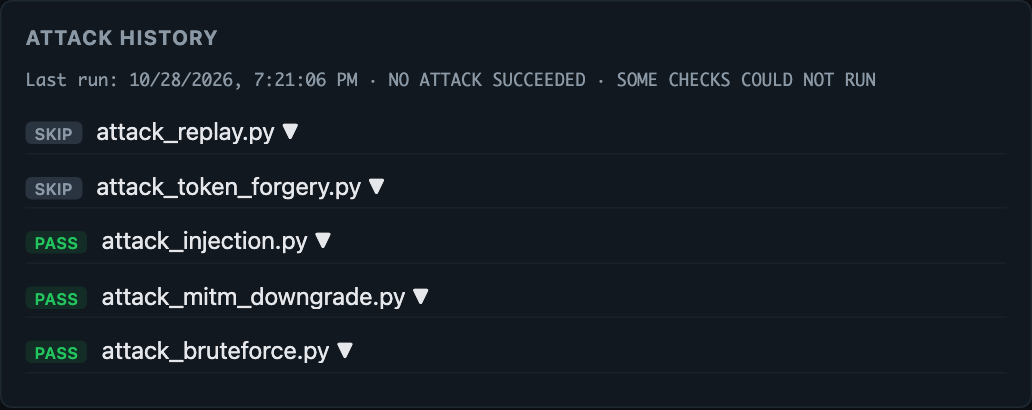 ATTACK HISTORY
Last run: 10/28/2026, 7:21:06 PM · NO ATTACK SUCCEEDED · SOME CHECKS COULD NOT RUN
SKIP attack_replay.py ▼
SKIP attack_token_forgery.py ▼
PASS attack_injection.py ▼
PASS attack_mitm_downgrade.py ▼
PASS attack_bruteforce.py ▼